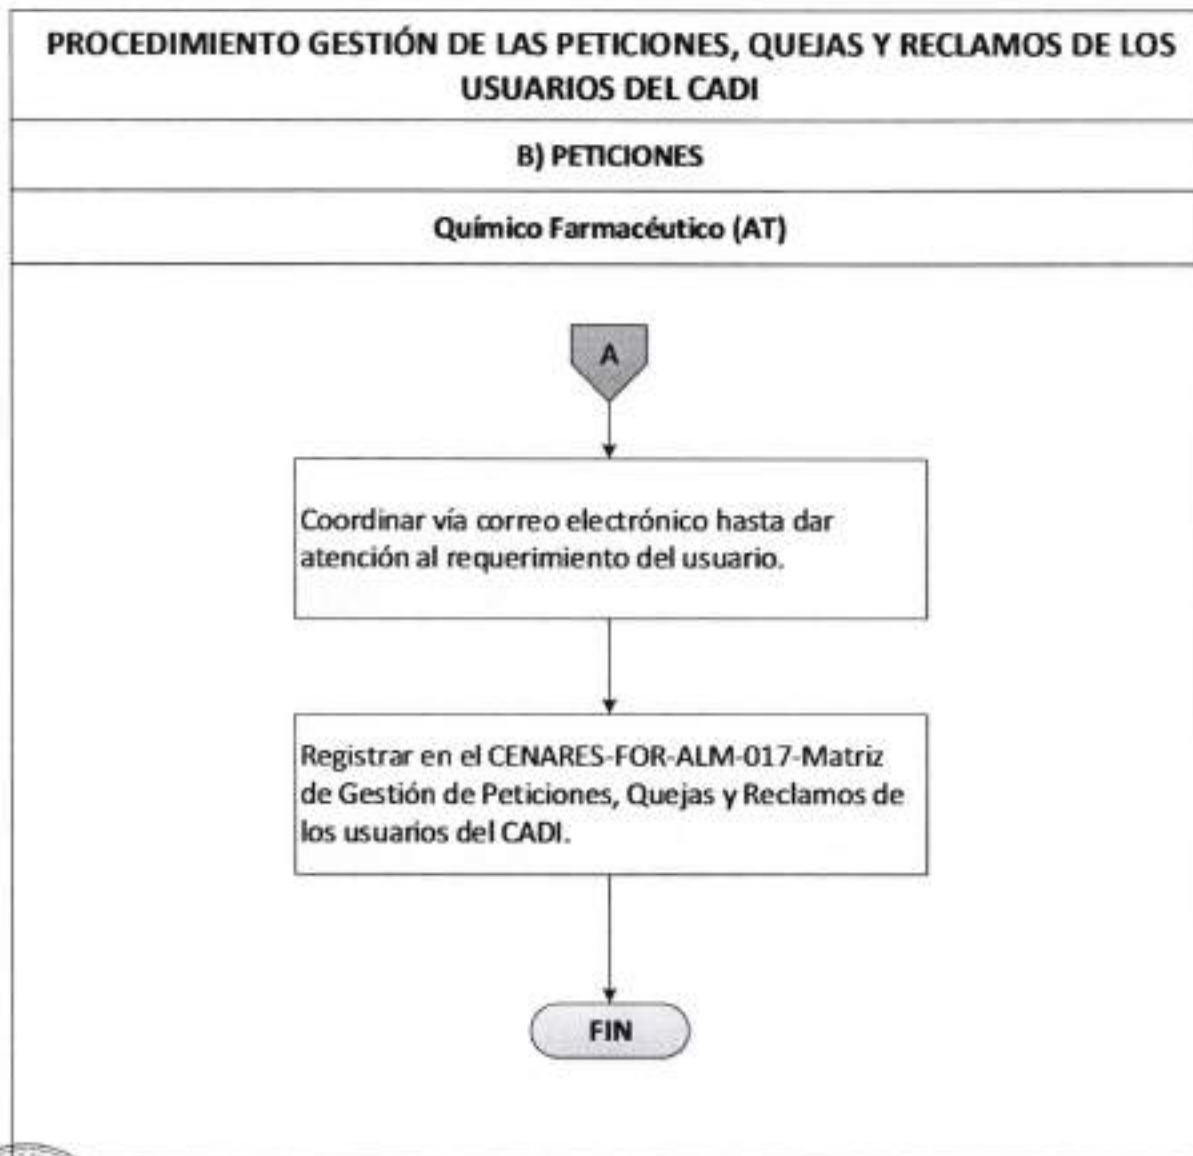 PROCEDIMIENTO GESTIÓN DE LAS PETICIONES, QUEJAS Y RECLAMOS DE LOS
USUARIOS DEL CADI
B) PETICIONES
Químico Farmacéutico (AT)
A
Coordinar vía correo electrónico hasta dar
atención al requerimiento del usuario.
Registrar en el CENARES-FOR-ALM-017-Matriz
de Gestión de Peticiones, Quejas y Reclamos de
los usuarios del CADI.
FIN